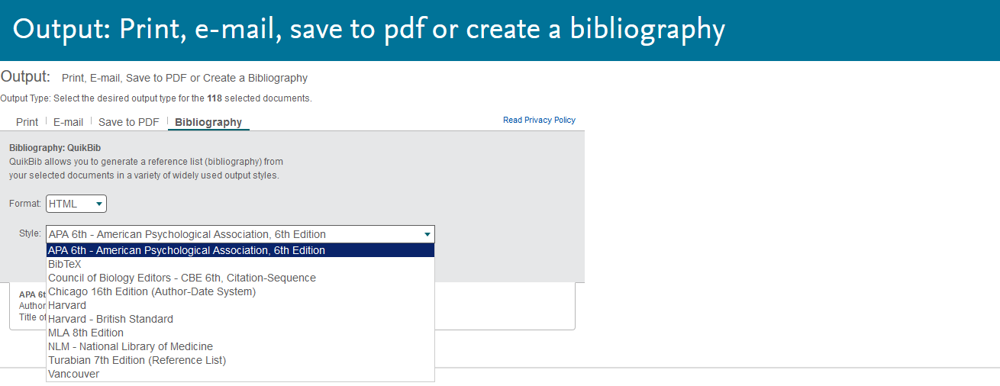 Output: Print, e-mail, save to pdf or create a bibliography
Output: Print, E-mail, Save to PDF or Create a Bibliography
Output Type: Select the desired output type for the 118 selected documents.
Print E-mail Save to PDF Bibliography Read Privacy Policy
Bibliography: QuikBib
QuikBib allows you to generate a reference list (bibliography) from
your selected documents in a variety of widely used output styles.
Format: HTML
Style: APA 6th - American Psychological Association, 6th Edition
APA 6th - American Psychological Association, 6th Edition
BibTeX
Council of Biology Editors - CBE 6th, Citation-Sequence
Chicago 16th Edition (Author-Date System)
APA 6t
Harvard
Author
Harvard - British Standard
Title of
MLA 8th Edition
NLM - National Library of Medicine
Turabian 7th Edition (Reference List)
Vancouver